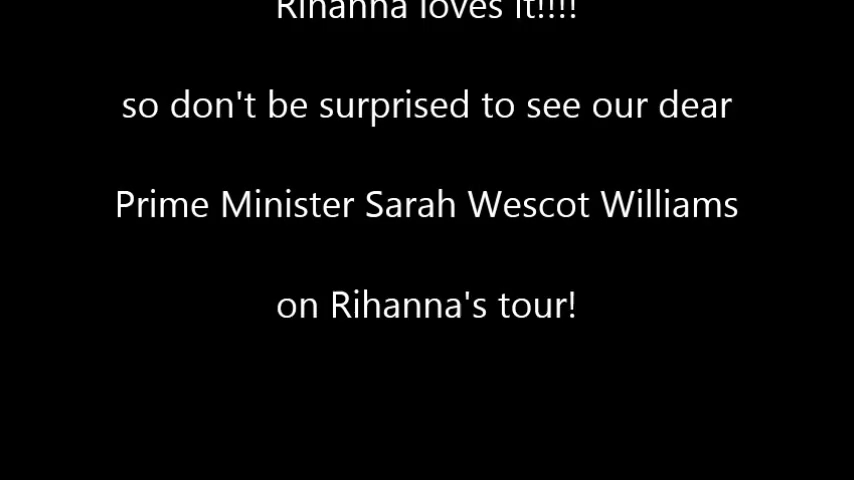 Rihanna loves it!!!!
so don't be surprised to see our dear
Prime Minister Sarah Wescot Williams
on Rihanna's tour!